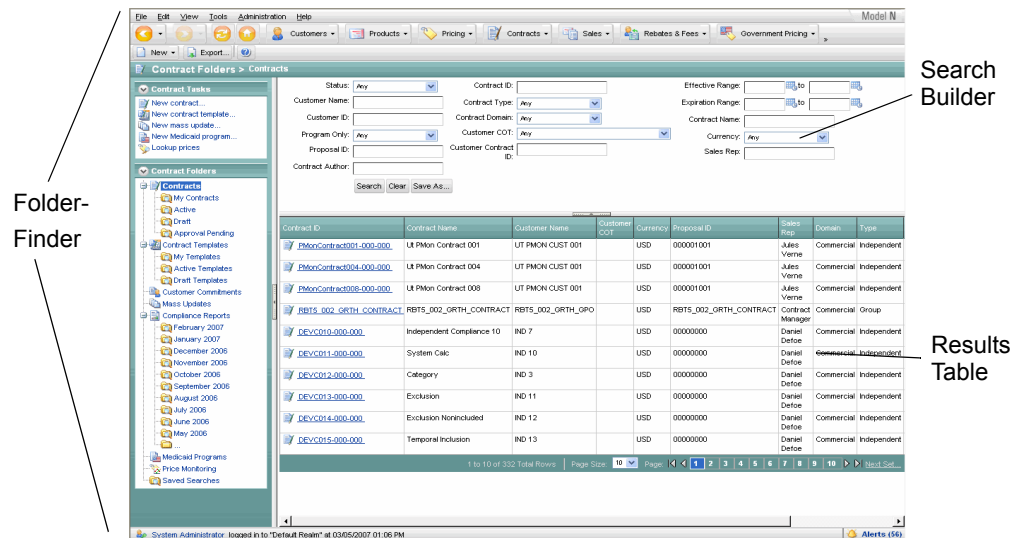 File Edit View Tools Administration Help
Model N
Customers Products Pricing Contracts Sales Rebates & Fees Government Pricing »
New Export...
Contract Folders > Contracts
Contract Tasks
New contract...
New contract template...
New mass update...
New Medicaid program...
Lookup prices
Contract Folders
Contracts
My Contracts
Active
Draft
Approval Pending
Contract Templates
My Templates
Active Templates
Draft Templates
Customer Commitments
Mass Updates
Compliance Reports
February 2007
January 2007
December 2006
November 2006
October 2006
September 2006
August 2006
July 2006
June 2006
May 2006
...
Medicaid Programs
Price Monitoring
Saved Searches
Status: Any Contract ID: Effective Range: to
Customer Name: Contract Type: Any Expiration Range: to
Customer ID: Contract Domain: Any Contract Name:
Program Only: Any Customer COT: Any Currency: Any
Proposal ID: Customer Contract ID: Sales Rep:
Contract Author:
Search Clear Save As...
Contract ID Contract Name Customer Name Customer COT Currency Proposal ID Sales Rep Domain Type
PMonContract001-000-000 Ut PMon Contract 001 UT PMON CUST 001 USD 000001001 Jules Verne Commercial Independent
PMonContract004-000-000 Ut PMon Contract 004 UT PMON CUST 001 USD 000001001 Jules Verne Commercial Independent
PMonContract008-000-000 Ut PMon Contract 008 UT PMON CUST 001 USD 000001001 Jules Verne Commercial Independent
RBT5_002_GRTH_CONTRACT RBT5_002_GRTH_CONTRACT RBT5_002_GRTH_GPO USD RBT5_002_GRTH_CONTRACT Contract Manager Commercial Group
DEVC010-000-000 Independent Compliance 10 IND 7 USD 00000000 Daniel Defoe Commercial Independent
DEVC011-000-000 System Calc IND 10 USD 00000000 Daniel Defoe Commercial Independent
DEVC012-000-000 Category IND 3 USD 00000000 Daniel Defoe Commercial Independent
DEVC013-000-000 Exclusion IND 11 USD 00000000 Daniel Defoe Commercial Independent
DEVC014-000-000 Exclusion Nonincluded IND 12 USD 00000000 Daniel Defoe Commercial Independent
DEVC015-000-000 Temporal Inclusion IND 13 USD 00000000 Daniel Defoe Commercial Independent
1 to 10 of 332 Total Rows Page Size: 10 Page: 1 2 3 4 5 6 7 8 9 10 Next Set...
System Administrator logged in to "Default Realm" at 03/05/2007 01:06 PM
Alerts (56)
Folder-
Finder
Search
Builder
Results
Table